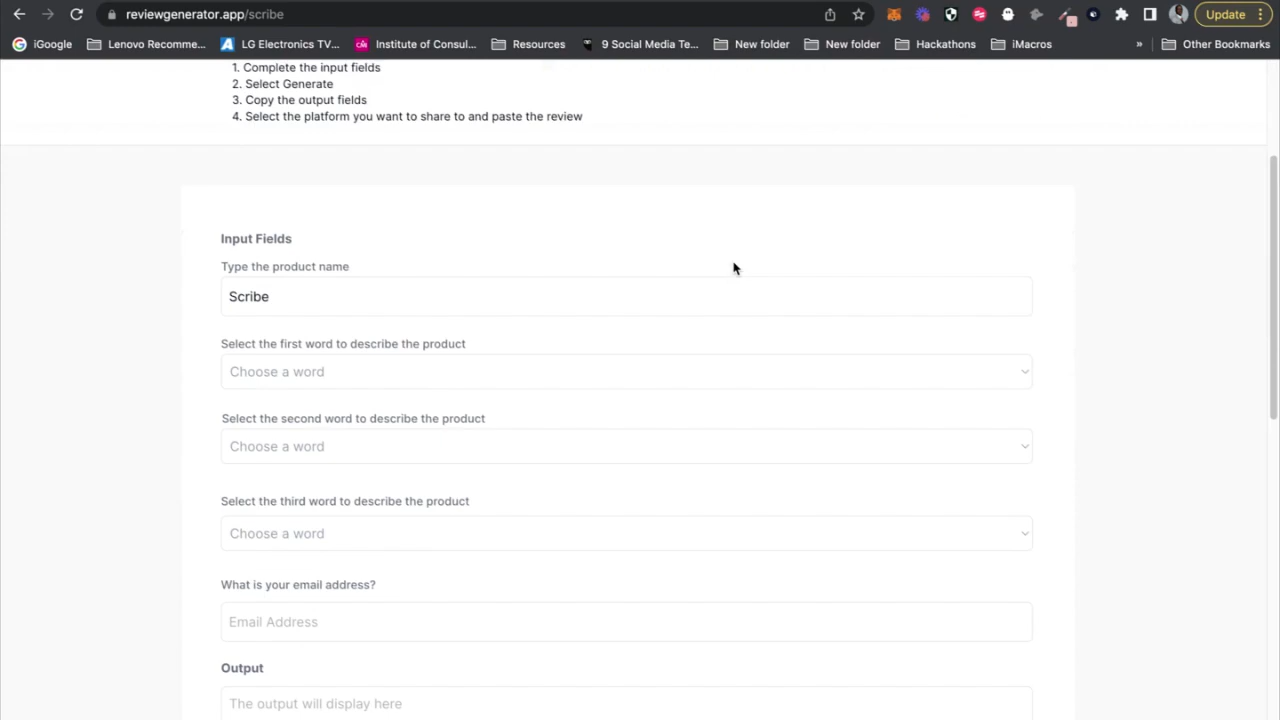 reviewgenerator.app/scribe
Update
iGoogle
Lenovo Recomme...
LG Electronics TV...
Institute of Consul...
Resources
9 Social Media Te...
New folder
New folder
Hackathons
iMacros
»
Other Bookmarks
1. Complete the input fields
2. Select Generate
3. Copy the output fields
4. Select the platform you want to share to and paste the review
Input Fields
Type the product name
Scribe
Select the first word to describe the product
Choose a word
Select the second word to describe the product
Choose a word
Select the third word to describe the product
Choose a word
What is your email address?
Email Address
Output
The output will display here